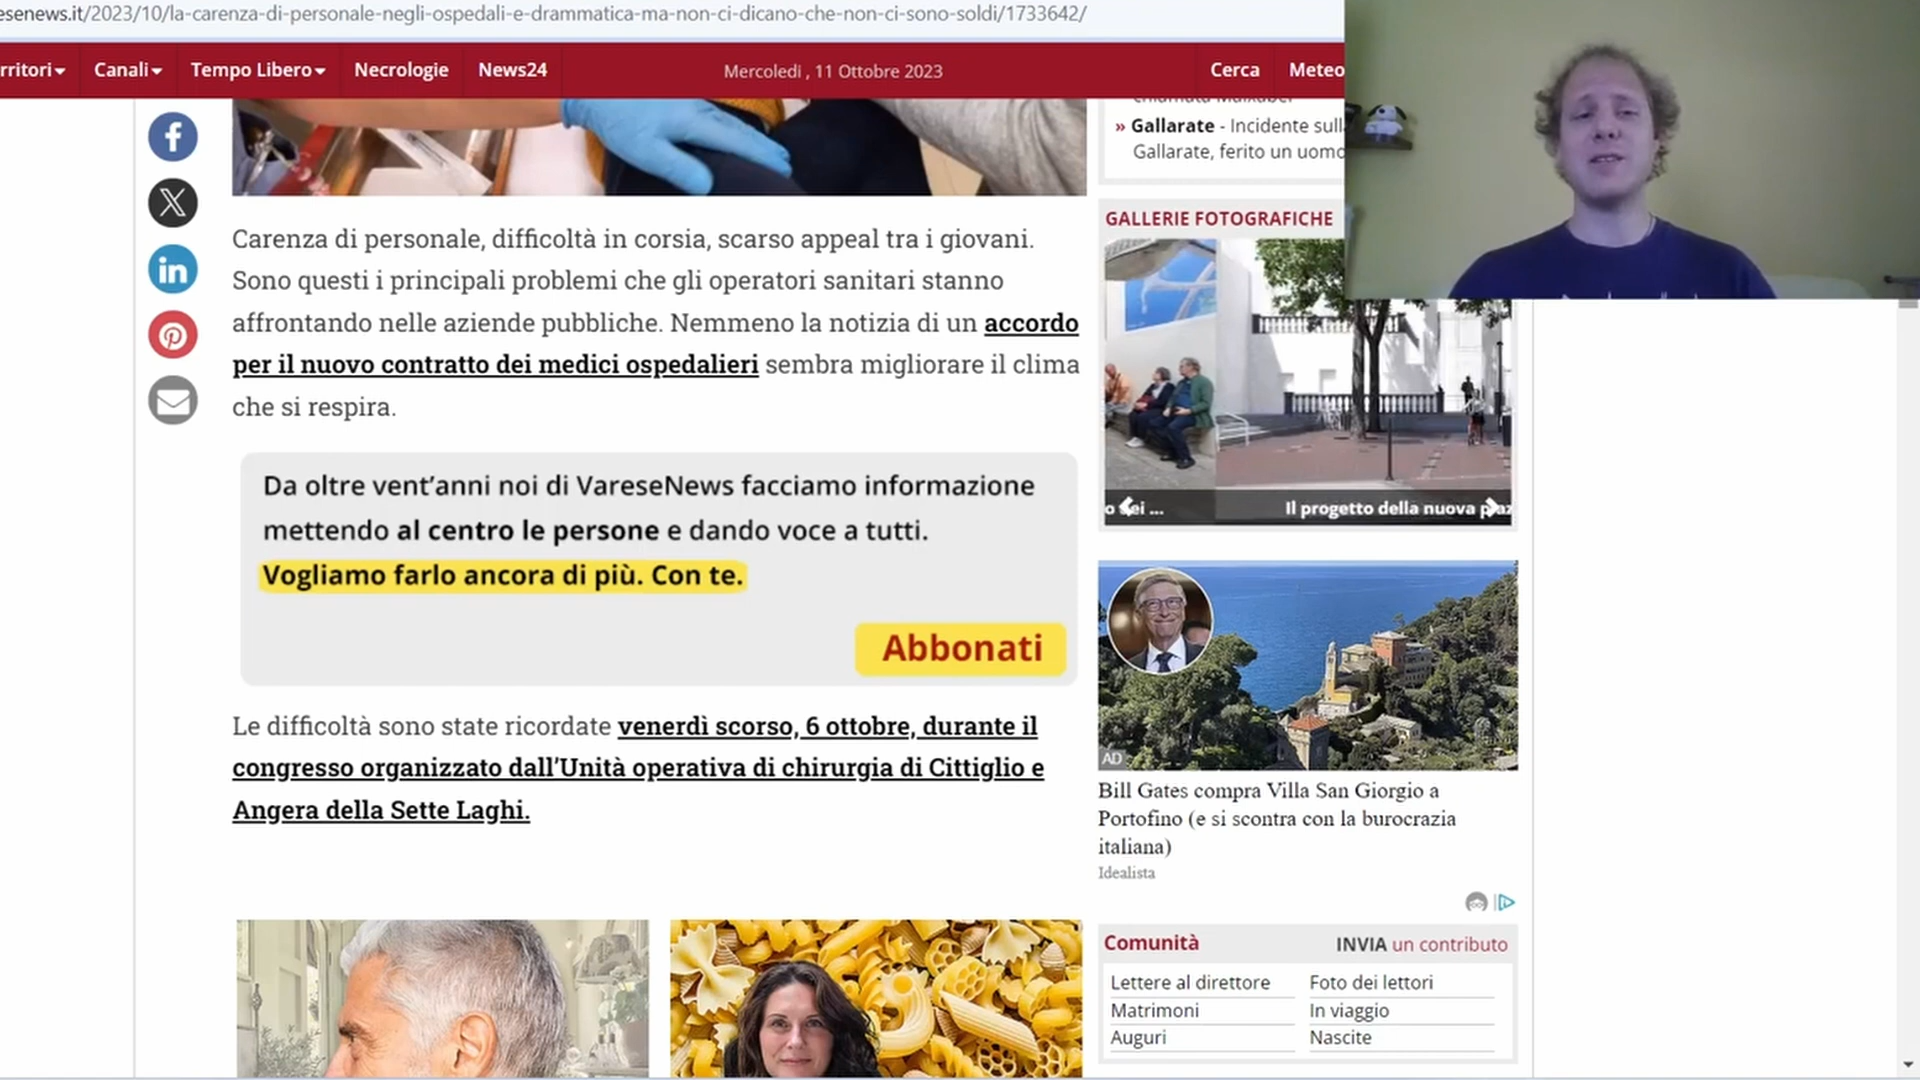 esenews.it/2023/10/la-carenza-di-personale-negli-ospedali-e-drammatica-ma-non-ci-dicano-che-non-ci-sono-soldi/1733642/
rritori
Canali
Tempo Libero
Necrologie
News24
Mercoledi , 11 Ottobre 2023
Cerca
Meteo
» Gallarate - Incidente sull
Gallarate, ferito un uomo
GALLERIE FOTOGRAFICHE
Carenza di personale, difficoltà in corsia, scarso appeal tra i giovani.
Sono questi i principali problemi che gli operatori sanitari stanno
affrontando nelle aziende pubbliche. Nemmeno la notizia di un accordo
per il nuovo contratto dei medici ospedalieri sembra migliorare il clima
che si respira.
Da oltre vent'anni noi di VareseNews facciamo informazione
mettendo al centro le persone e dando voce a tutti.
Vogliamo farlo ancora di più. Con te.
Abbonati
Le difficoltà sono state ricordate venerdì scorso, 6 ottobre, durante il
congresso organizzato dall'Unità operativa di chirurgia di Cittiglio e
Angera della Sette Laghi.
Il progetto della nuova
AD
Bill Gates compra Villa San Giorgio a
Portofino (e si scontra con la burocrazia
italiana)
Idealista
Comunità
INVIA un contributo
Lettere al direttore
Foto dei lettori
Matrimoni
In viaggio
Auguri
Nascite